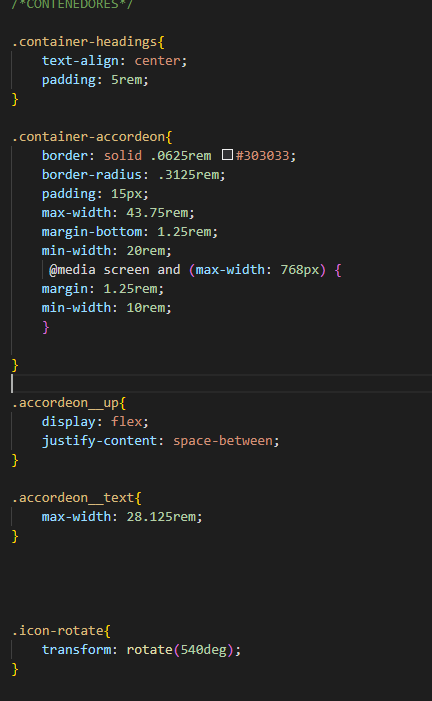 /*CONTENEDORES*/
.container-headings{
text-align: center;
padding: 5rem;
}
.container-accordeon{
border: solid .0625rem #303033;
border-radius: .3125rem;
padding: 15px;
max-width: 43.75rem;
margin-bottom: 1.25rem;
min-width: 20rem;
@media screen and (max-width: 768px) {
margin: 1.25rem;
min-width: 10rem;
}
}
.accordeon__up{
display: flex;
justify-content: space-between;
}
.accordeon__text{
max-width: 28.125rem;
}
.icon-rotate{
transform: rotate(540deg);
}